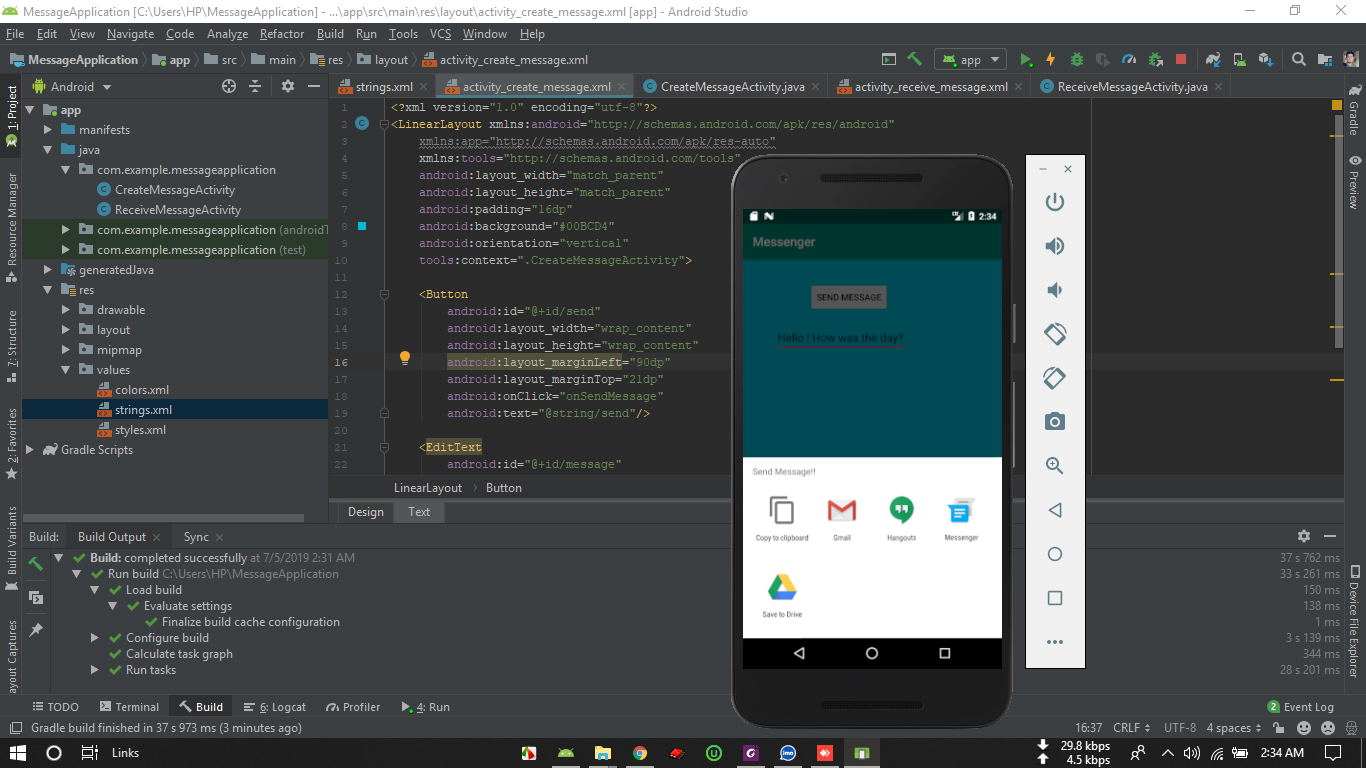 MessageApplication [C:\Users\HP\MessageApplication] - ...\app\src\main\res\layout\activity_create_message.xml [app] - Android Studio
File Edit View Navigate Code Analyze Refactor Build Run Tools VCS Window Help
MessageApplication app src main res layout activity_create_message.xml app
Android strings.xml activity_create_message.xml CreateMessageActivity.java activity_receive_message.xml ReceiveMessageActivity.java
1: Project
Resource Manager
7: Structure
2: Favorites
Build Variants
Layout Captures
app
manifests
java
com.example.messageapplication
CreateMessageActivity
ReceiveMessageActivity
com.example.messageapplication (androidT
com.example.messageapplication (test)
generatedJava
res
drawable
layout
mipmap
values
colors.xml
strings.xml
styles.xml
Gradle Scripts
1 <?xml version="1.0" encoding="utf-8"?>
2 <LinearLayout xmlns:android="http://schemas.android.com/apk/res/android"
3 xmlns:app="http://schemas.android.com/apk/res-auto"
4 xmlns:tools="http://schemas.android.com/tools"
5 android:layout_width="match_parent"
6 android:layout_height="match_parent"
7 android:padding="16dp"
8 android:background="#00BCD4"
9 android:orientation="vertical"
10 tools:context=".CreateMessageActivity">
11
12 <Button
13 android:id="@+id/send"
14 android:layout_width="wrap_content"
15 android:layout_height="wrap_content"
16 android:layout_marginLeft="90dp"
17 android:layout_marginTop="21dp"
18 android:onClick="onSendMessage"
19 android:text="@string/send"/>
20
21 <EditText
22 android:id="@+id/message"
LinearLayout Button
Design Text
2:34
Messenger
SEND MESSAGE
Hello ! How was the day?
Send Message!!
Copy to clipboard Gmail Hangouts Messenger
Save to Drive
Gradle
Preview
Device File Explorer
Build: Build Output Sync
Build: completed successfully at 7/5/2019 2:31 AM 37 s 762 ms
Run build C:\Users\HP\MessageApplication 33 s 261 ms
Load build 150 ms
Evaluate settings 138 ms
Finalize build cache configuration 1 ms
Configure build 3 s 139 ms
Calculate task graph 344 ms
Run tasks 28 s 201 ms
TODO Terminal Build 6: Logcat Profiler 4: Run 2 Event Log
Gradle build finished in 37 s 973 ms (3 minutes ago) 16:37 CRLF UTF-8 4 spaces
Links 29.8 kbps
4.5 kbps
2:34 AM